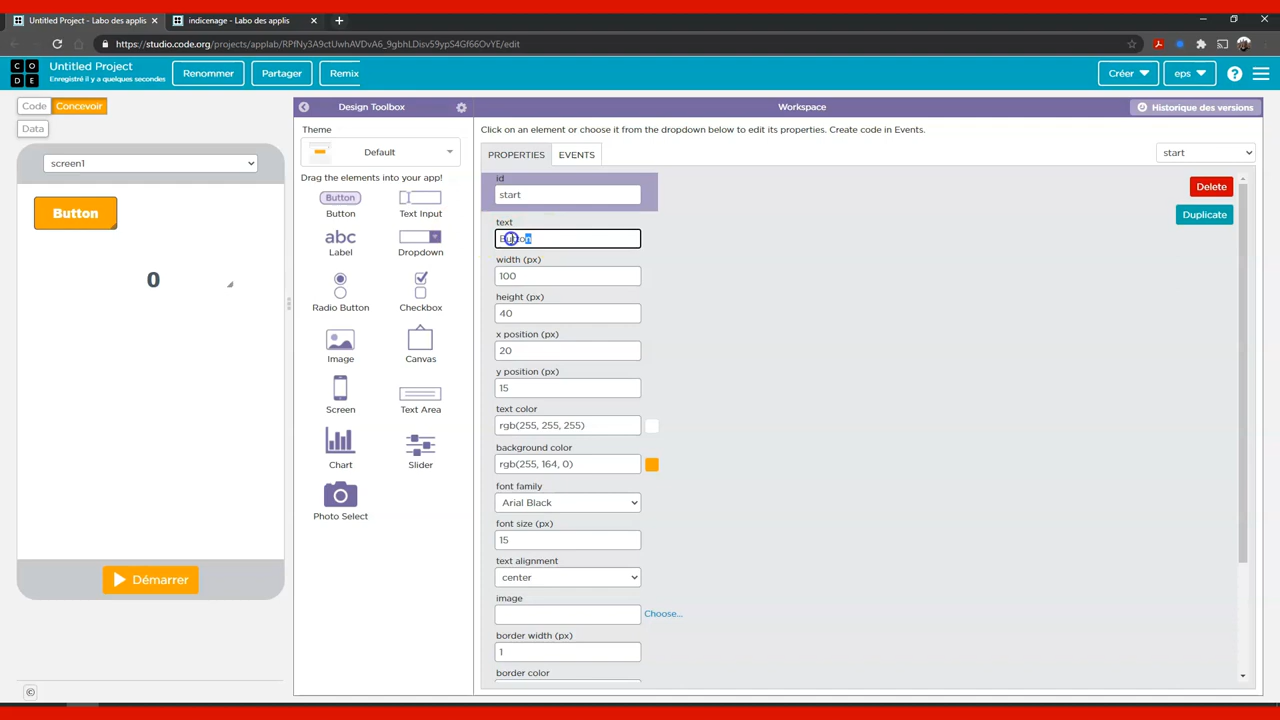 Untitled Project - Labo des applis
indicenage - Labo des applis
https://studio.code.org/projects/applab/RPfNy3A9ctUwhAVDvA6_9gbhLDisv59ypS4Gf66OvYE/edit
CODE
Untitled Project
Enregistré il y a quelques secondes
Renommer
Partager
Remix
Créer
eps
?
Code
Concevoir
Data
Design Toolbox
Workspace
Historique des versions
Theme
Default
Click on an element or choose it from the dropdown below to edit its properties. Create code in Events.
PROPERTIES
EVENTS
start
screen1
Drag the elements into your app!
Button
Button
Text Input
abc
Label
Dropdown
Radio Button
Checkbox
Image
Canvas
Screen
Text Area
Chart
Slider
Photo Select
Button
0
Démarrer
id
start
Delete
Duplicate
text
Button
width (px)
100
height (px)
40
x position (px)
20
y position (px)
15
text color
rgb(255, 255, 255)
background color
rgb(255, 164, 0)
font family
Arial Black
font size (px)
15
text alignment
center
image
Choose...
border width (px)
1
border color
©